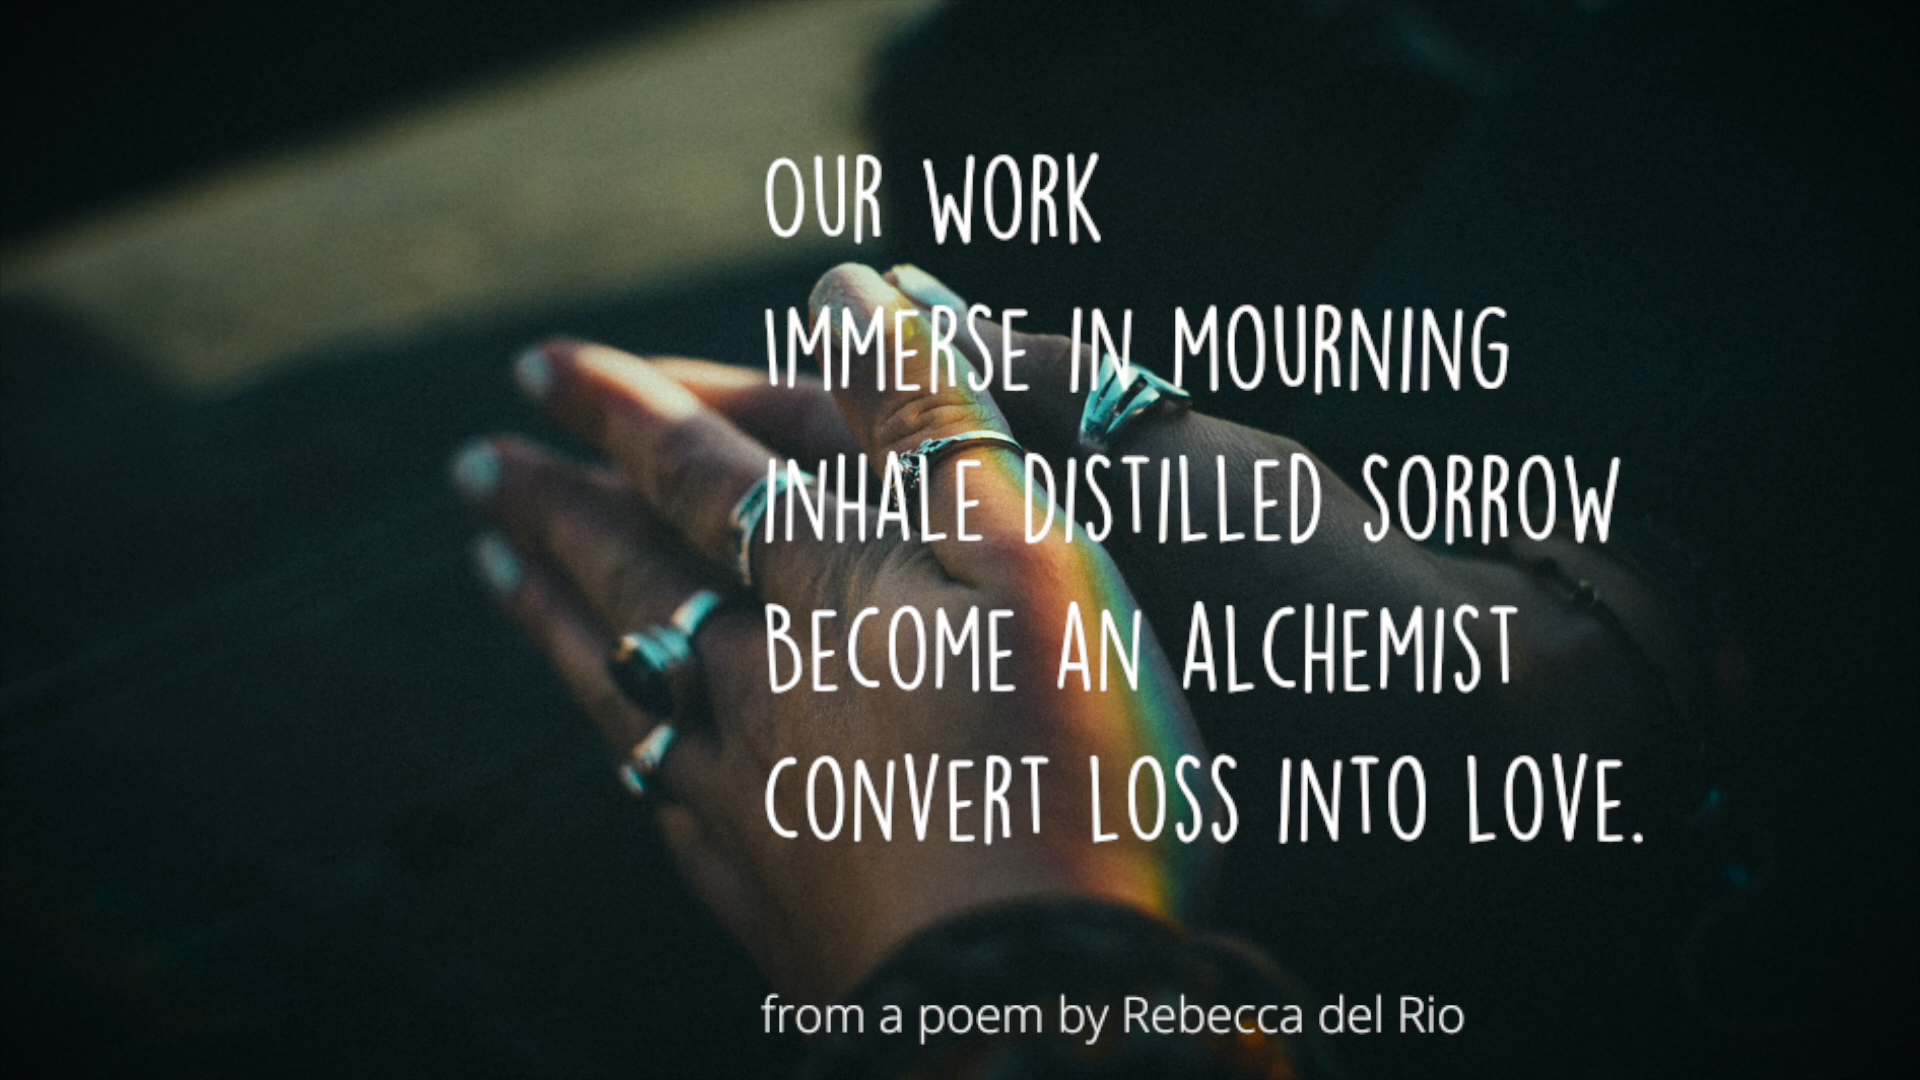 OUR WORK
IMMERSE IN MOURNING
INHALE DISTILLED SORROW
BECOME AN ALCHEMIST
CONVERT LOSS INTO LOVE.
from a poem by Rebecca del Rio